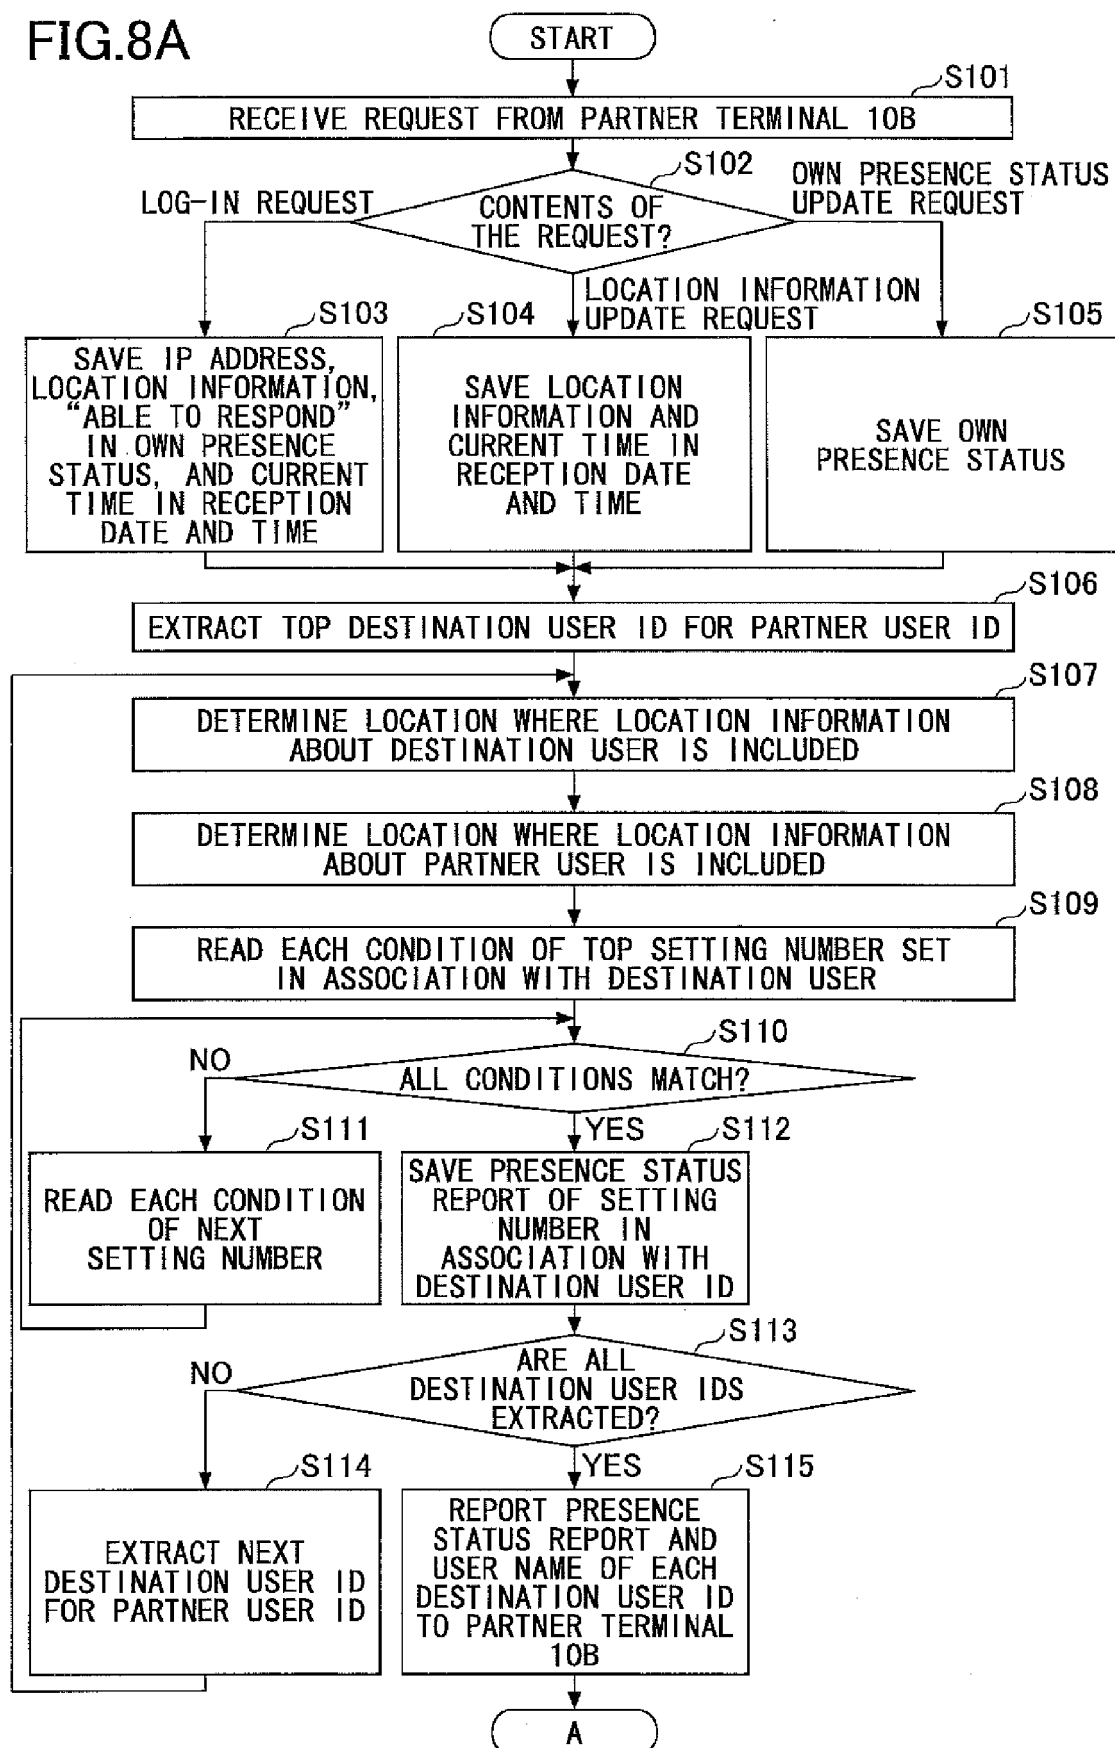 FIG.8A
START
S101
RECEIVE REQUEST FROM PARTNER TERMINAL 10B
S102
LOG-IN REQUEST
CONTENTS OF
THE REQUEST?
OWN PRESENCE STATUS
UPDATE REQUEST
LOCATION INFORMATION
UPDATE REQUEST
S103
SAVE IP ADDRESS,
LOCATION INFORMATION,
“ABLE TO RESPOND”
IN OWN PRESENCE
STATUS, AND CURRENT
TIME IN RECEPTION
DATE AND TIME
S104
SAVE LOCATION
INFORMATION AND
CURRENT TIME IN
RECEPTION DATE
AND TIME
S105
SAVE OWN
PRESENCE STATUS
S106
EXTRACT TOP DESTINATION USER ID FOR PARTNER USER ID
S107
DETERMINE LOCATION WHERE LOCATION INFORMATION
ABOUT DESTINATION USER IS INCLUDED
S108
DETERMINE LOCATION WHERE LOCATION INFORMATION
ABOUT PARTNER USER IS INCLUDED
S109
READ EACH CONDITION OF TOP SETTING NUMBER SET
IN ASSOCIATION WITH DESTINATION USER
S110
NO
ALL CONDITIONS MATCH?
YES
S111
READ EACH CONDITION
OF NEXT
SETTING NUMBER
S112
SAVE PRESENCE STATUS
REPORT OF SETTING
NUMBER IN
ASSOCIATION WITH
DESTINATION USER ID
S113
NO
ARE ALL
DESTINATION USER IDS
EXTRACTED?
YES
S114
EXTRACT NEXT
DESTINATION USER ID
FOR PARTNER USER ID
S115
REPORT PRESENCE
STATUS REPORT AND
USER NAME OF EACH
DESTINATION USER ID
TO PARTNER TERMINAL
10B
A